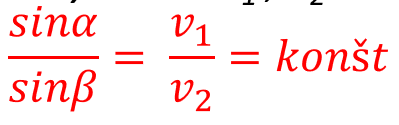 sinα / sinβ = v₁ / v₂ = konšt